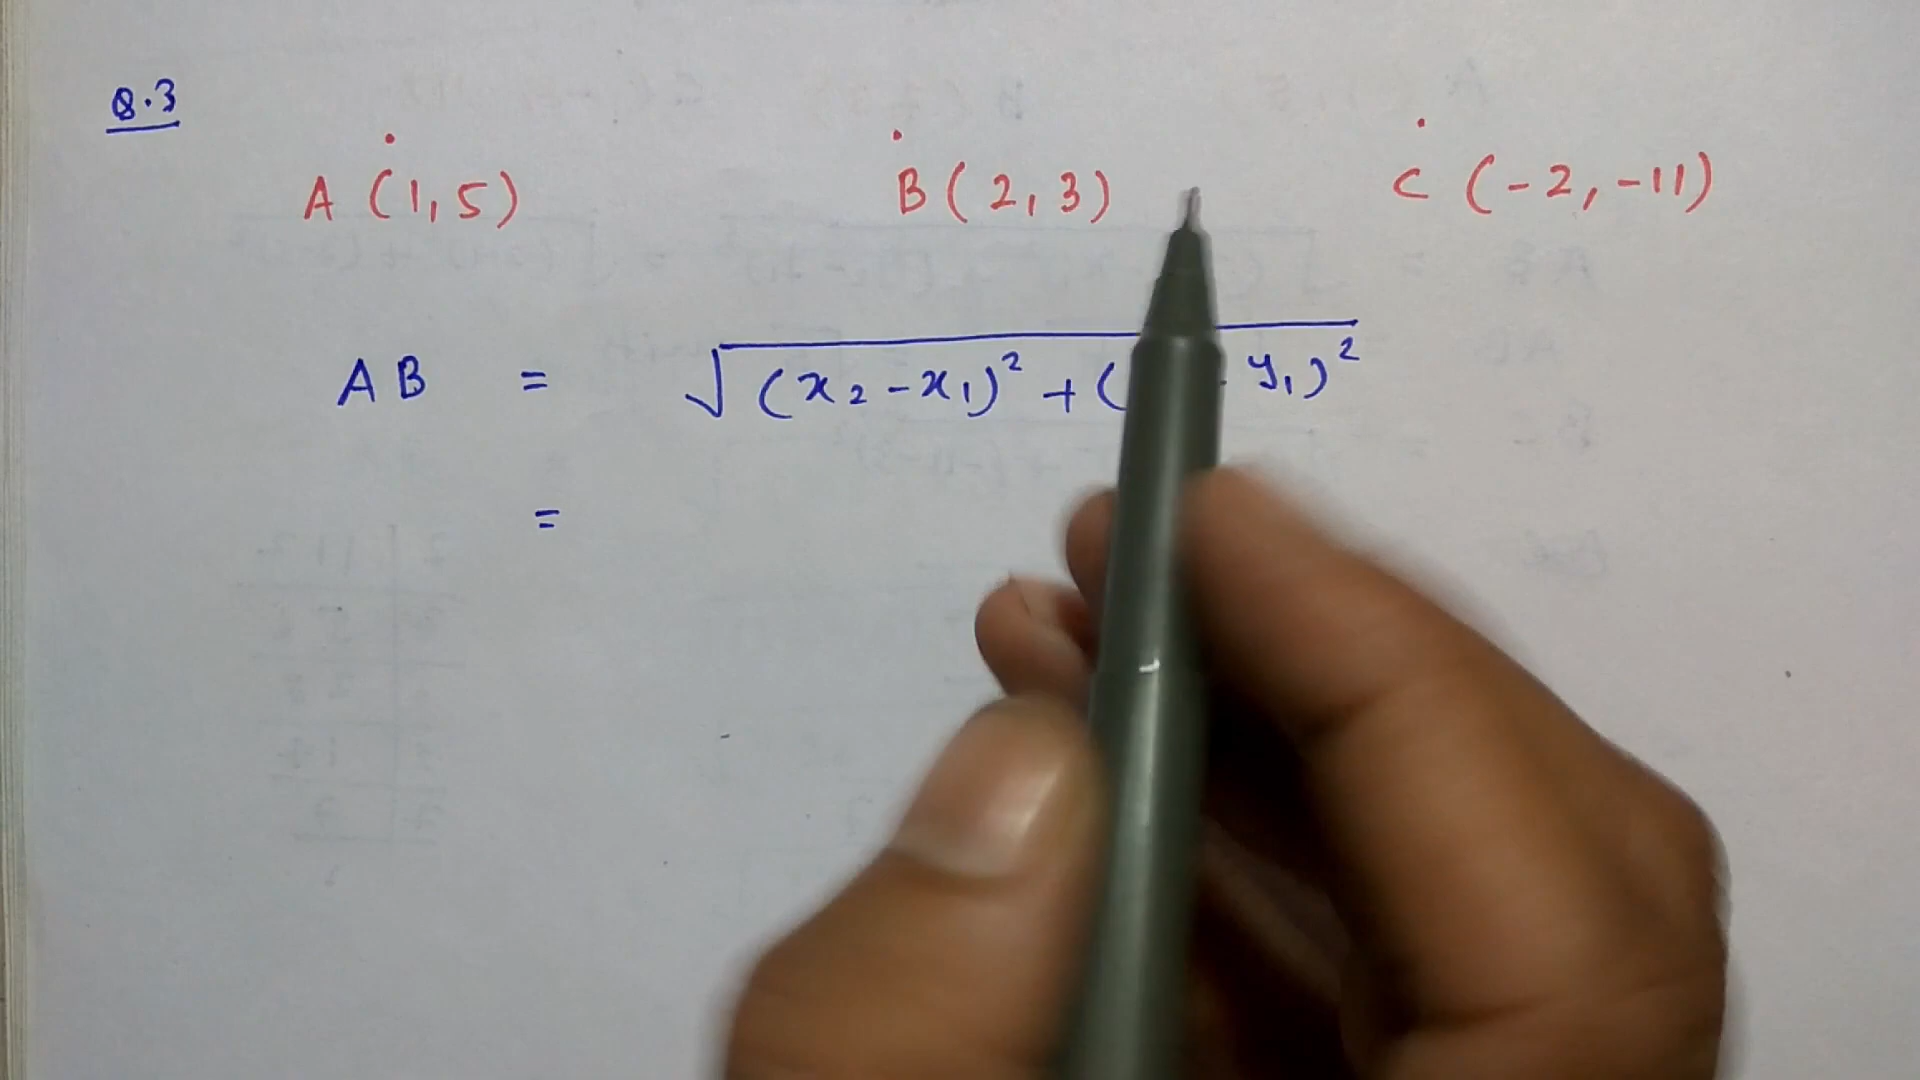 Q.3
A (1,5) B (2,3) C (-2,-11)
AB = √(x₂-x₁)² + ( y₁)²
=